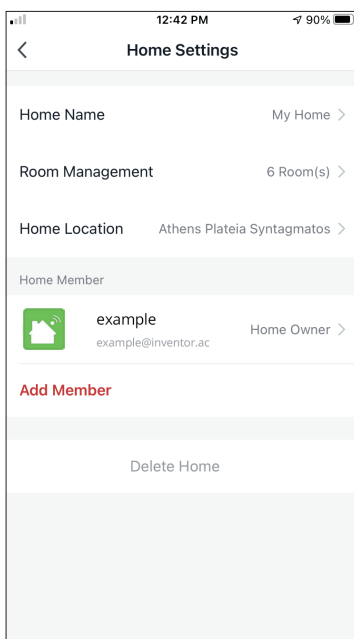 12:42 PM 90%
Home Settings
Home Name My Home
Room Management 6 Room(s)
Home Location Athens Plateia Syntagmatos
Home Member
example
example@inventor.ac Home Owner
Add Member
Delete Home